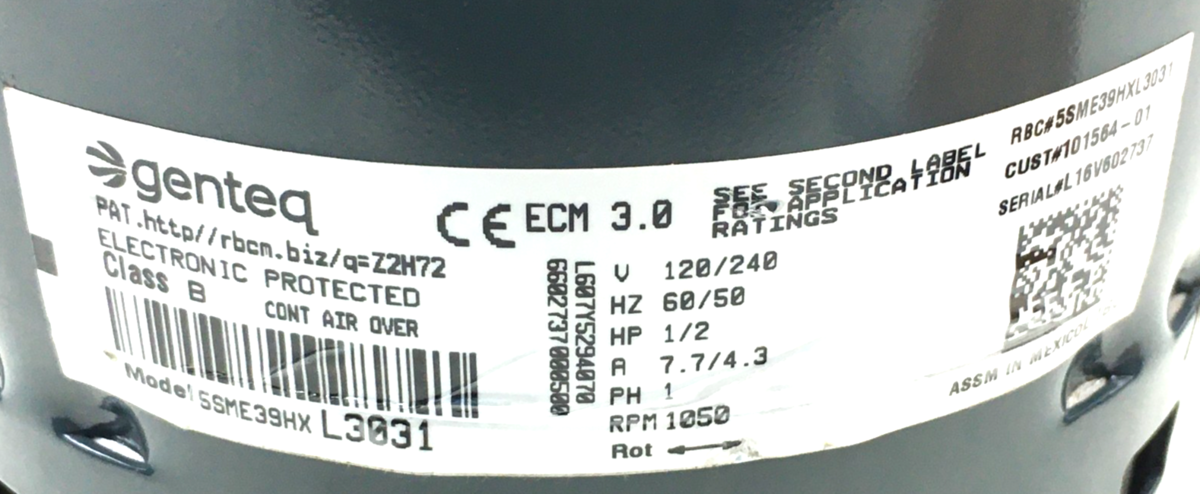 genteq
PAT.http//rbcm.biz/q=Z2H72
ELECTRONIC PROTECTED
Class B
CONT AIR OVER
Model 5SME39HX L3031
CE ECM 3.0
L607Y5294070
660273700500
SEE SECOND LABEL
FOR APPLICATION
RATINGS
V 120/240
HZ 60/50
HP 1/2
A 7.7/4.3
PH 1
RPM 1050
Rot
RBC#5SME39HXL3031
CUST#101564-01
SERIAL#L16V602737
ASSM IN MEXICO